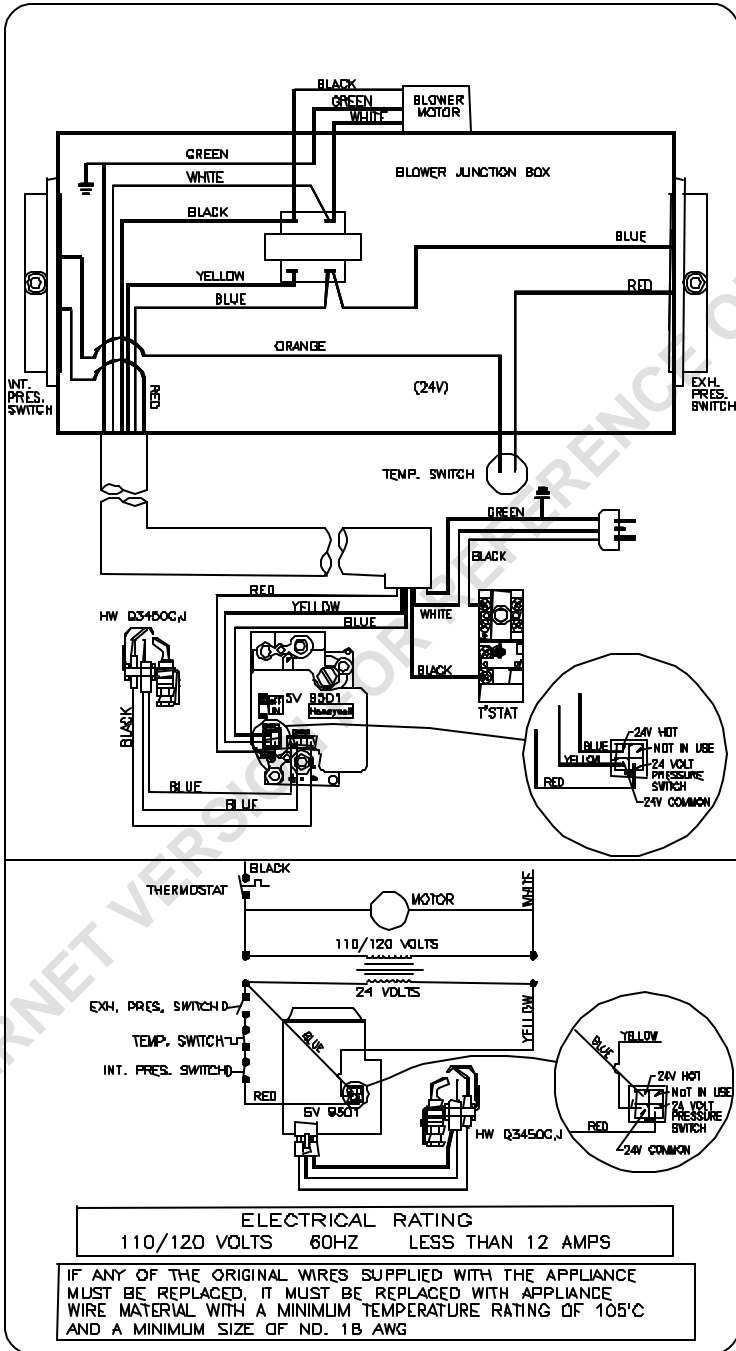 BLACK
GREEN
WHITE
BLOWER
MOTOR
GREEN
WHITE
BLOWER JUNCTION BOX
BLACK
BLUE
YELLOW
BLUE
RED
ORANGE
(24V)
INT.
PRES.
SWITCH
RED
EXH.
PRES.
SWITCH
TEMP. SWITCH
GREEN
BLACK
RED
YELLOW
BLUE
WHITE
HW Q3450C,J
BLACK
BLACK
SV 9501
Honeywell
T'STAT
BLUE
BLUE
24V HOT
BLUE
NOT IN USE
YELLOW
24 VOLT
PRESSURE
SWITCH
RED
24V COMMON
BLACK
THERMOSTAT
MOTOR
WHITE
110/120 VOLTS
24 VOLTS
EXH. PRES. SWITCH
TEMP. SWITCH
INT. PRES. SWITCH
BLUE
YELLOW
RED
SV 9501
HW Q3450C,J
YELLOW
BLUE
24V HOT
NOT IN USE
24 VOLT
PRESSURE
SWITCH
RED
24V COMMON
ELECTRICAL RATING
110/120 VOLTS 60HZ LESS THAN 12 AMPS
IF ANY OF THE ORIGINAL WIRES SUPPLIED WITH THE APPLIANCE
MUST BE REPLACED, IT MUST BE REPLACED WITH APPLIANCE
WIRE MATERIAL WITH A MINIMUM TEMPERATURE RATING OF 105'C
AND A MINIMUM SIZE OF NO. 18 AWG
RNET VERSION FOR REFERENCE O